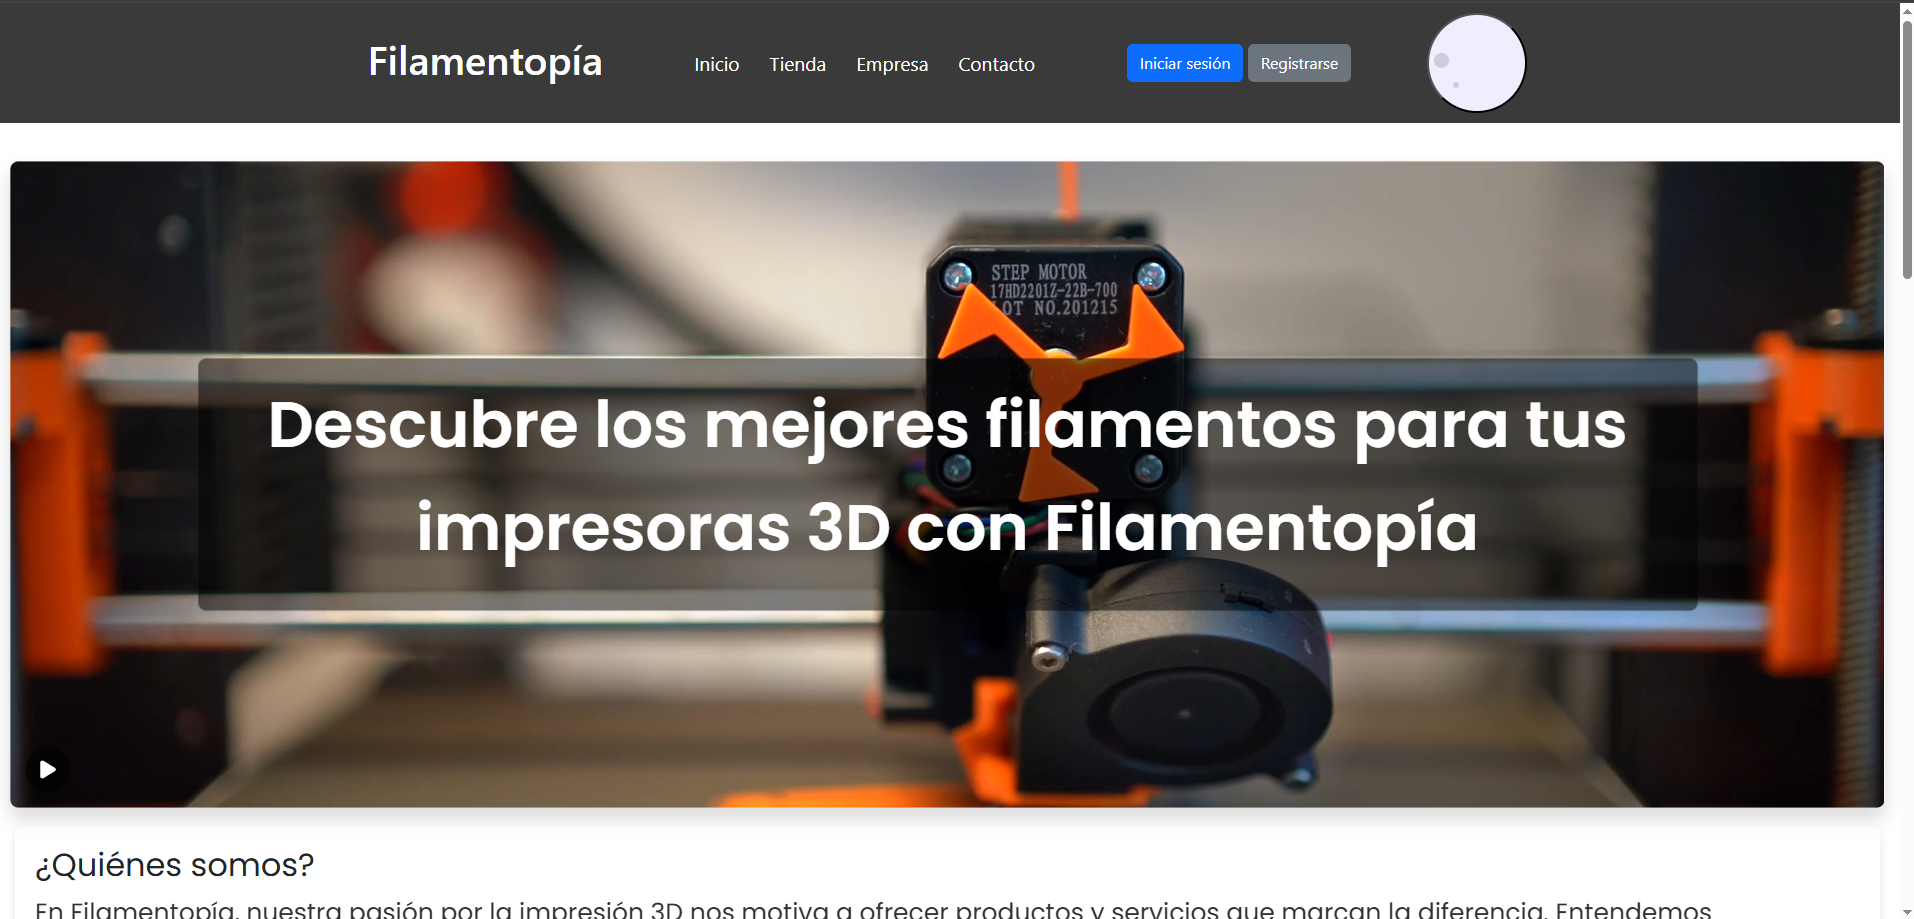 Filamentopía
Inicio Tienda Empresa Contacto
Iniciar sesión Registrarse
STEP MOTOR
17HD2201Z-22B-700
LOT NO.201215
Descubre los mejores filamentos para tus
impresoras 3D con Filamentopía
¿Quiénes somos?
En Filamentopía, nuestra pasión por la impresión 3D nos motiva a ofrecer productos y servicios que marcan la diferencia. Entendemos